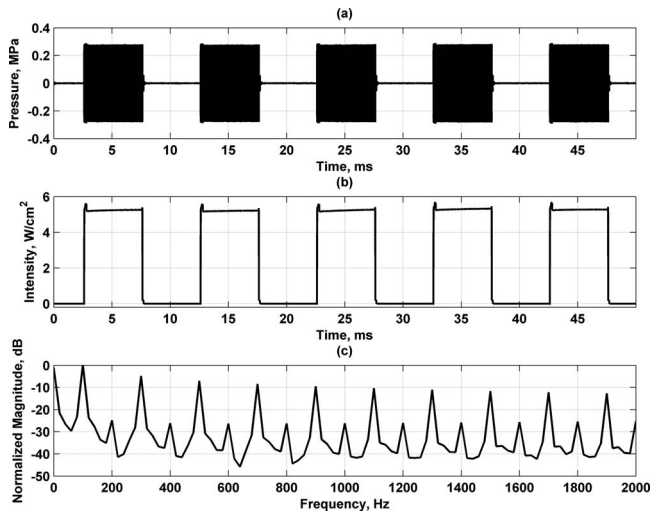 (a)
0.4
0.2
0
-0.2
-0.4
Pressure, MPa
0 5 10 15 20 25 30 35 40 45
Time, ms
(b)
6
4
2
0
Intensity, W/cm²
0 5 10 15 20 25 30 35 40 45
Time, ms
(c)
0
-10
-20
-30
-40
-50
Normalized Magnitude, dB
0 200 400 600 800 1000 1200 1400 1600 1800 2000
Frequency, Hz